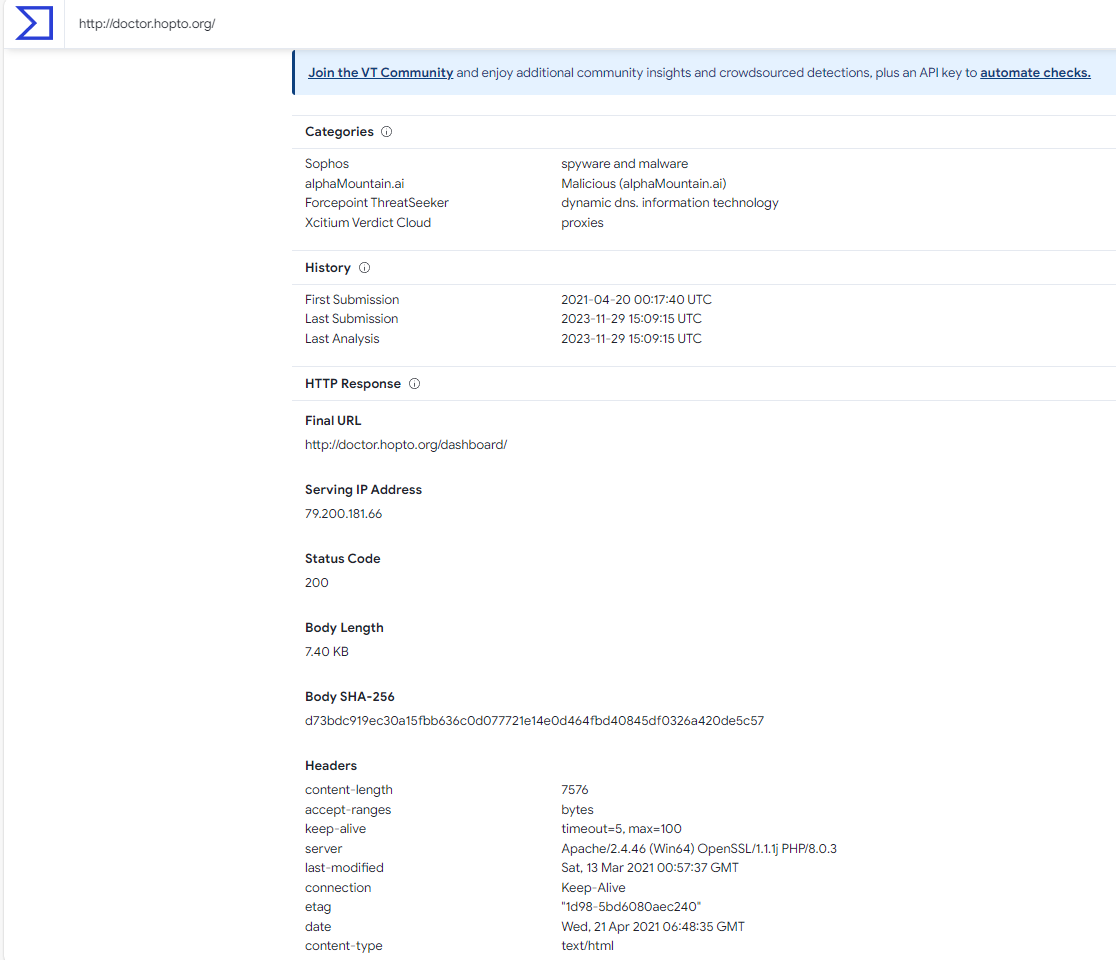 http://doctor.hopto.org/
Join the VT Community and enjoy additional community insights and crowdsourced detections, plus an API key to automate checks.
Categories
Sophos spyware and malware
alphaMountain.ai Malicious (alphaMountain.ai)
Forcepoint ThreatSeeker dynamic dns. information technology
Xcitium Verdict Cloud proxies
History
First Submission 2021-04-20 00:17:40 UTC
Last Submission 2023-11-29 15:09:15 UTC
Last Analysis 2023-11-29 15:09:15 UTC
HTTP Response
Final URL
http://doctor.hopto.org/dashboard/
Serving IP Address
79.200.181.66
Status Code
200
Body Length
7.40 KB
Body SHA-256
d73bdc919ec30a15fbb636c0d077721e14e0d464fbd40845df0326a420de5c57
Headers
content-length 7576
accept-ranges bytes
keep-alive timeout=5, max=100
server Apache/2.4.46 (Win64) OpenSSL/1.1.1j PHP/8.0.3
last-modified Sat, 13 Mar 2021 00:57:37 GMT
connection Keep-Alive
etag "1d98-5bd6080aec240"
date Wed, 21 Apr 2021 06:48:35 GMT
content-type text/html